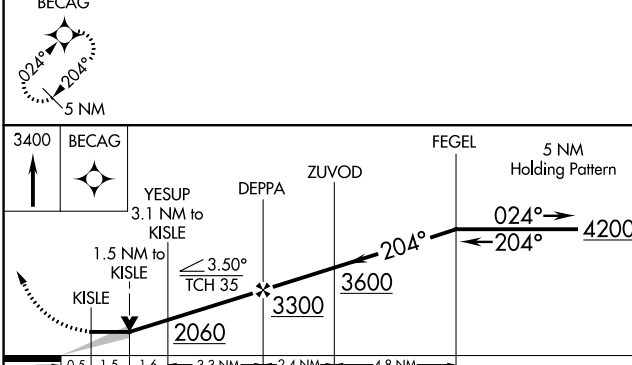 BECAG
024°
204°
5 NM
3400
BECAG
FEGEL
5 NM
Holding Pattern
ZUVOD
DEPPA
YESUP
3.1 NM to
KISLE
1.5 NM to
KISLE
KISLE
3.50°
TCH 35
204°
024°
204°
4200
3600
3300
2060
0.5
1.5
1.6
3.3 NM
2.4 NM
4.8 NM